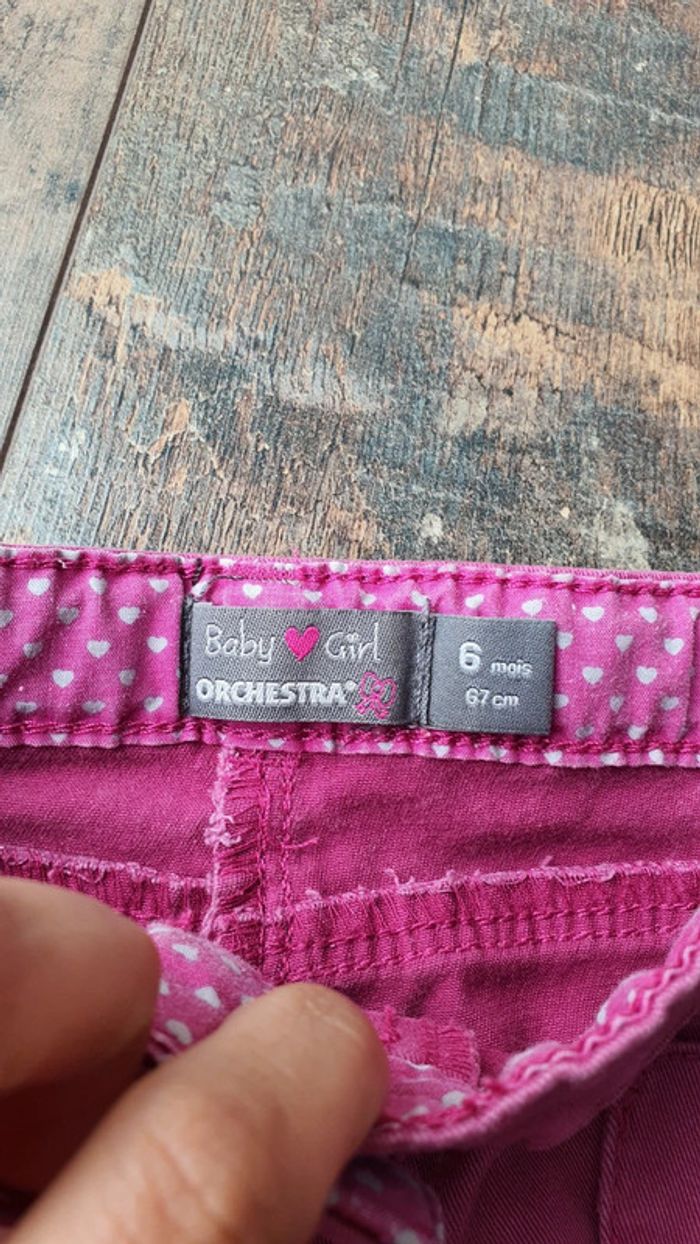 Baby Girl
ORCHESTRA
6 mois
67 cm